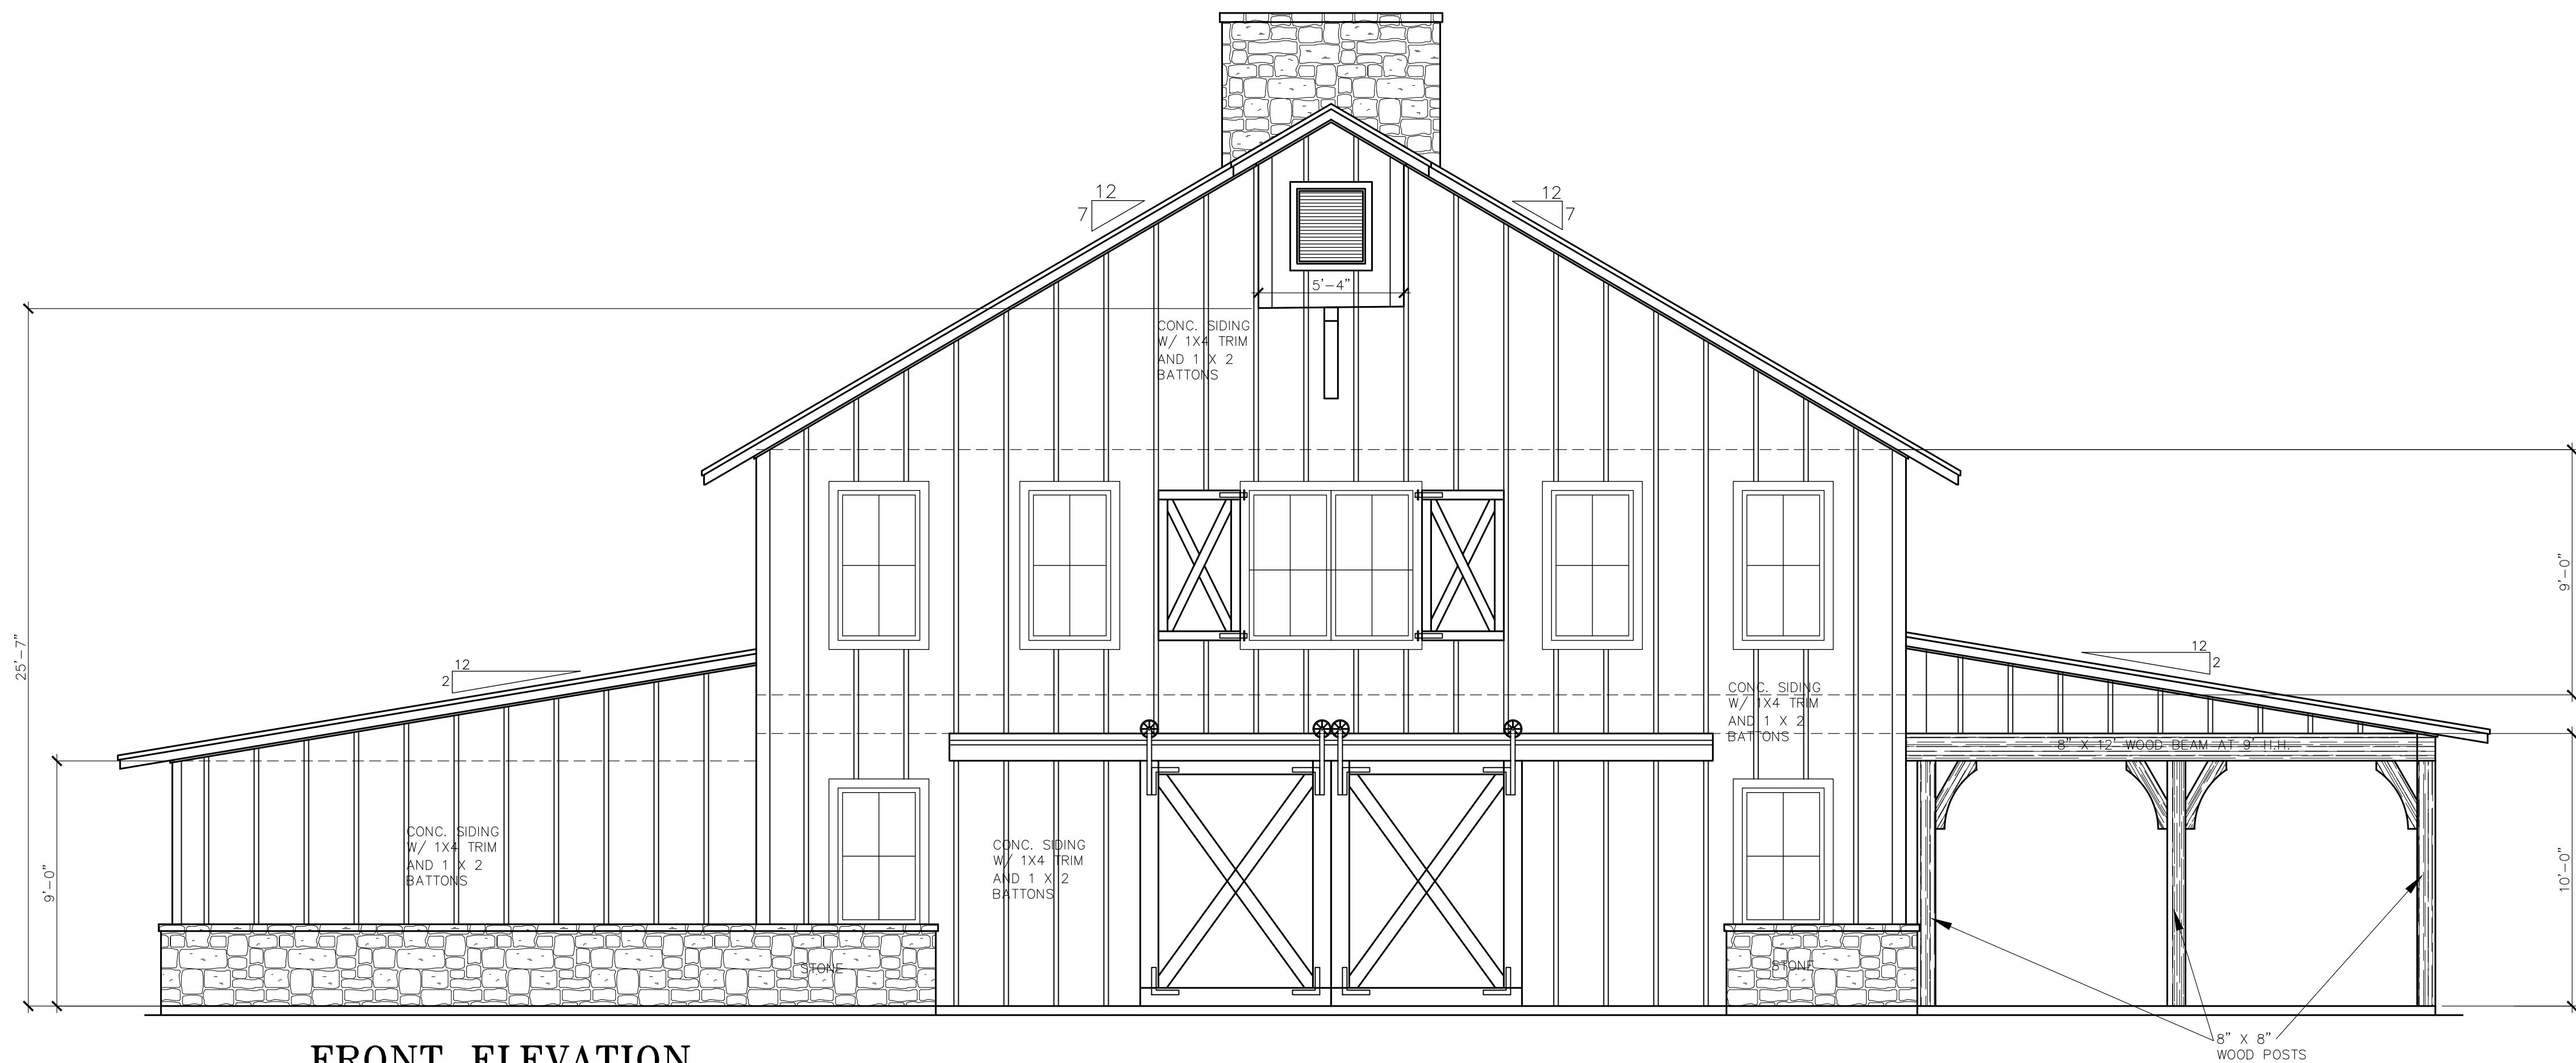 12
7
12
7
5'-4"
CONC. SIDING
W/ 1X4 TRIM
AND 1 X 2
BATTONS
25'-7"
9'-0"
12
2
12
2
CONC. SIDING
W/ 1X4 TRIM
AND 1 X 2
BATTONS
8" X 12' WOOD BEAM AT 9' H.H.
CONC. SIDING
W/ 1X4 TRIM
AND 1 X 2
BATTONS
CONC. SIDING
W/ 1X4 TRIM
AND 1 X 2
BATTONS
9'-0"
10'-0"
STONE
STONE
8" X 8"
WOOD POSTS
FRONT ELEVATION